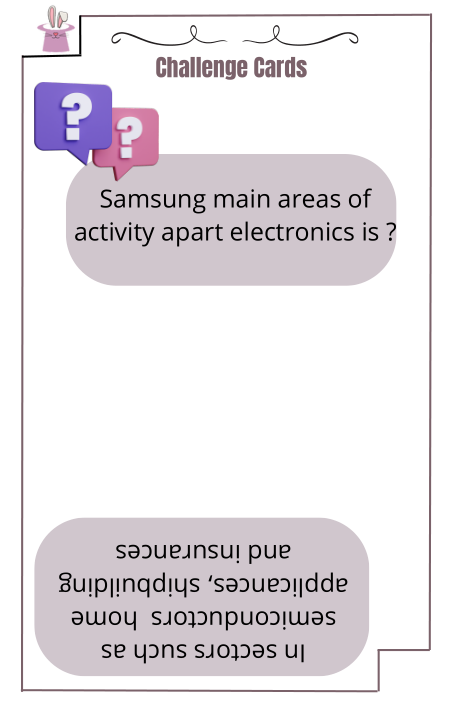 Challenge Cards
? ?
Samsung main areas of
activity apart electronics is ?
In sectors such as
semiconductors home
appliances, shipbuilding
and insurances